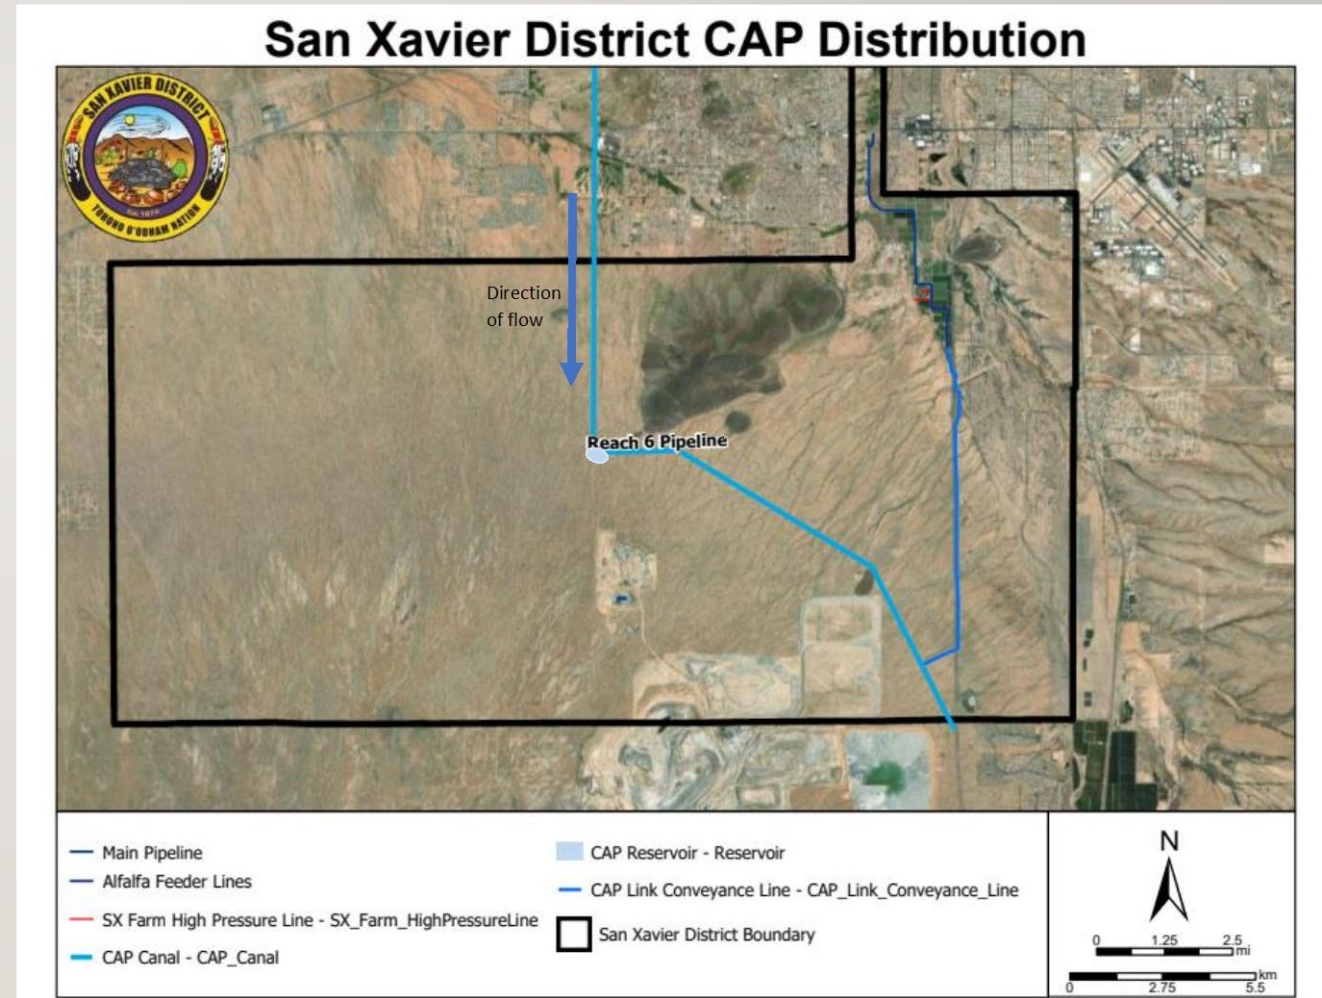 San Xavier District CAP Distribution
SAN XAVIER DISTRICT
TOHONO O'ODHAM NATION
Direction
of flow
Reach 6 Pipeline
Main Pipeline
Alfalfa Feeder Lines
SX Farm High Pressure Line - SX_Farm_HighPressureLine
CAP Canal - CAP_Canal
CAP Reservoir - Reservoir
CAP Link Conveyance Line - CAP_Link_Conveyance_Line
San Xavier District Boundary
N
0 1.25 2.5
mi
km
0 2.75 5.5